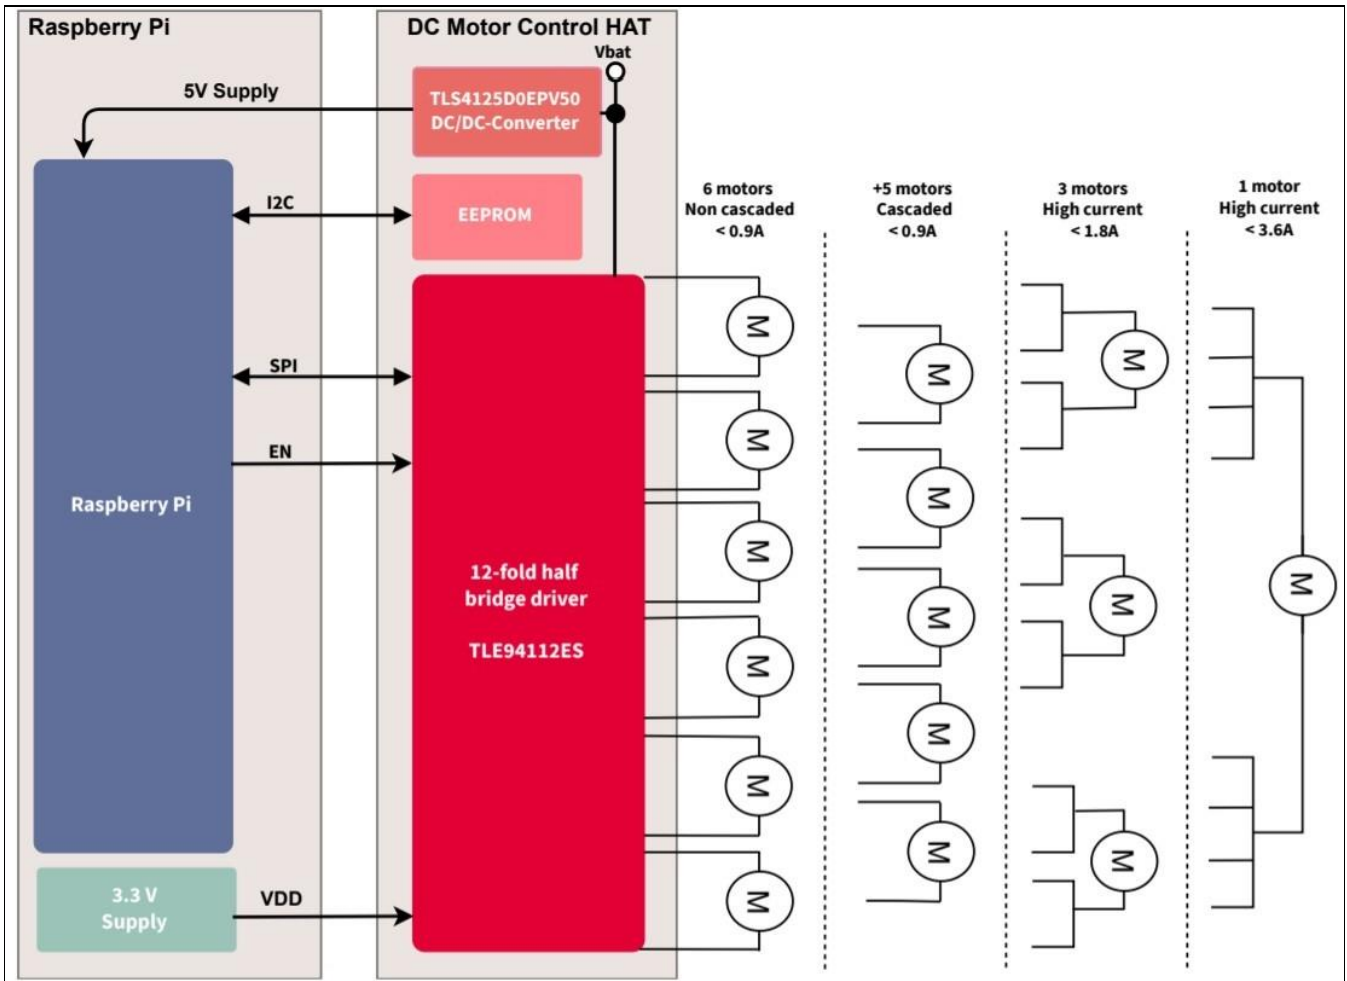 Raspberry Pi
DC Motor Control HAT
Vbat
5V Supply
TLS4125D0EPV50
DC/DC-Converter
I2C
EEPROM
SPI
EN
Raspberry Pi
12-fold half
bridge driver
TLE94112ES
3.3 V
Supply
VDD
6 motors
Non cascaded
< 0.9A
M
M
M
M
M
M
+5 motors
Cascaded
< 0.9A
M
M
M
M
M
3 motors
High current
< 1.8A
M
M
M
1 motor
High current
< 3.6A
M